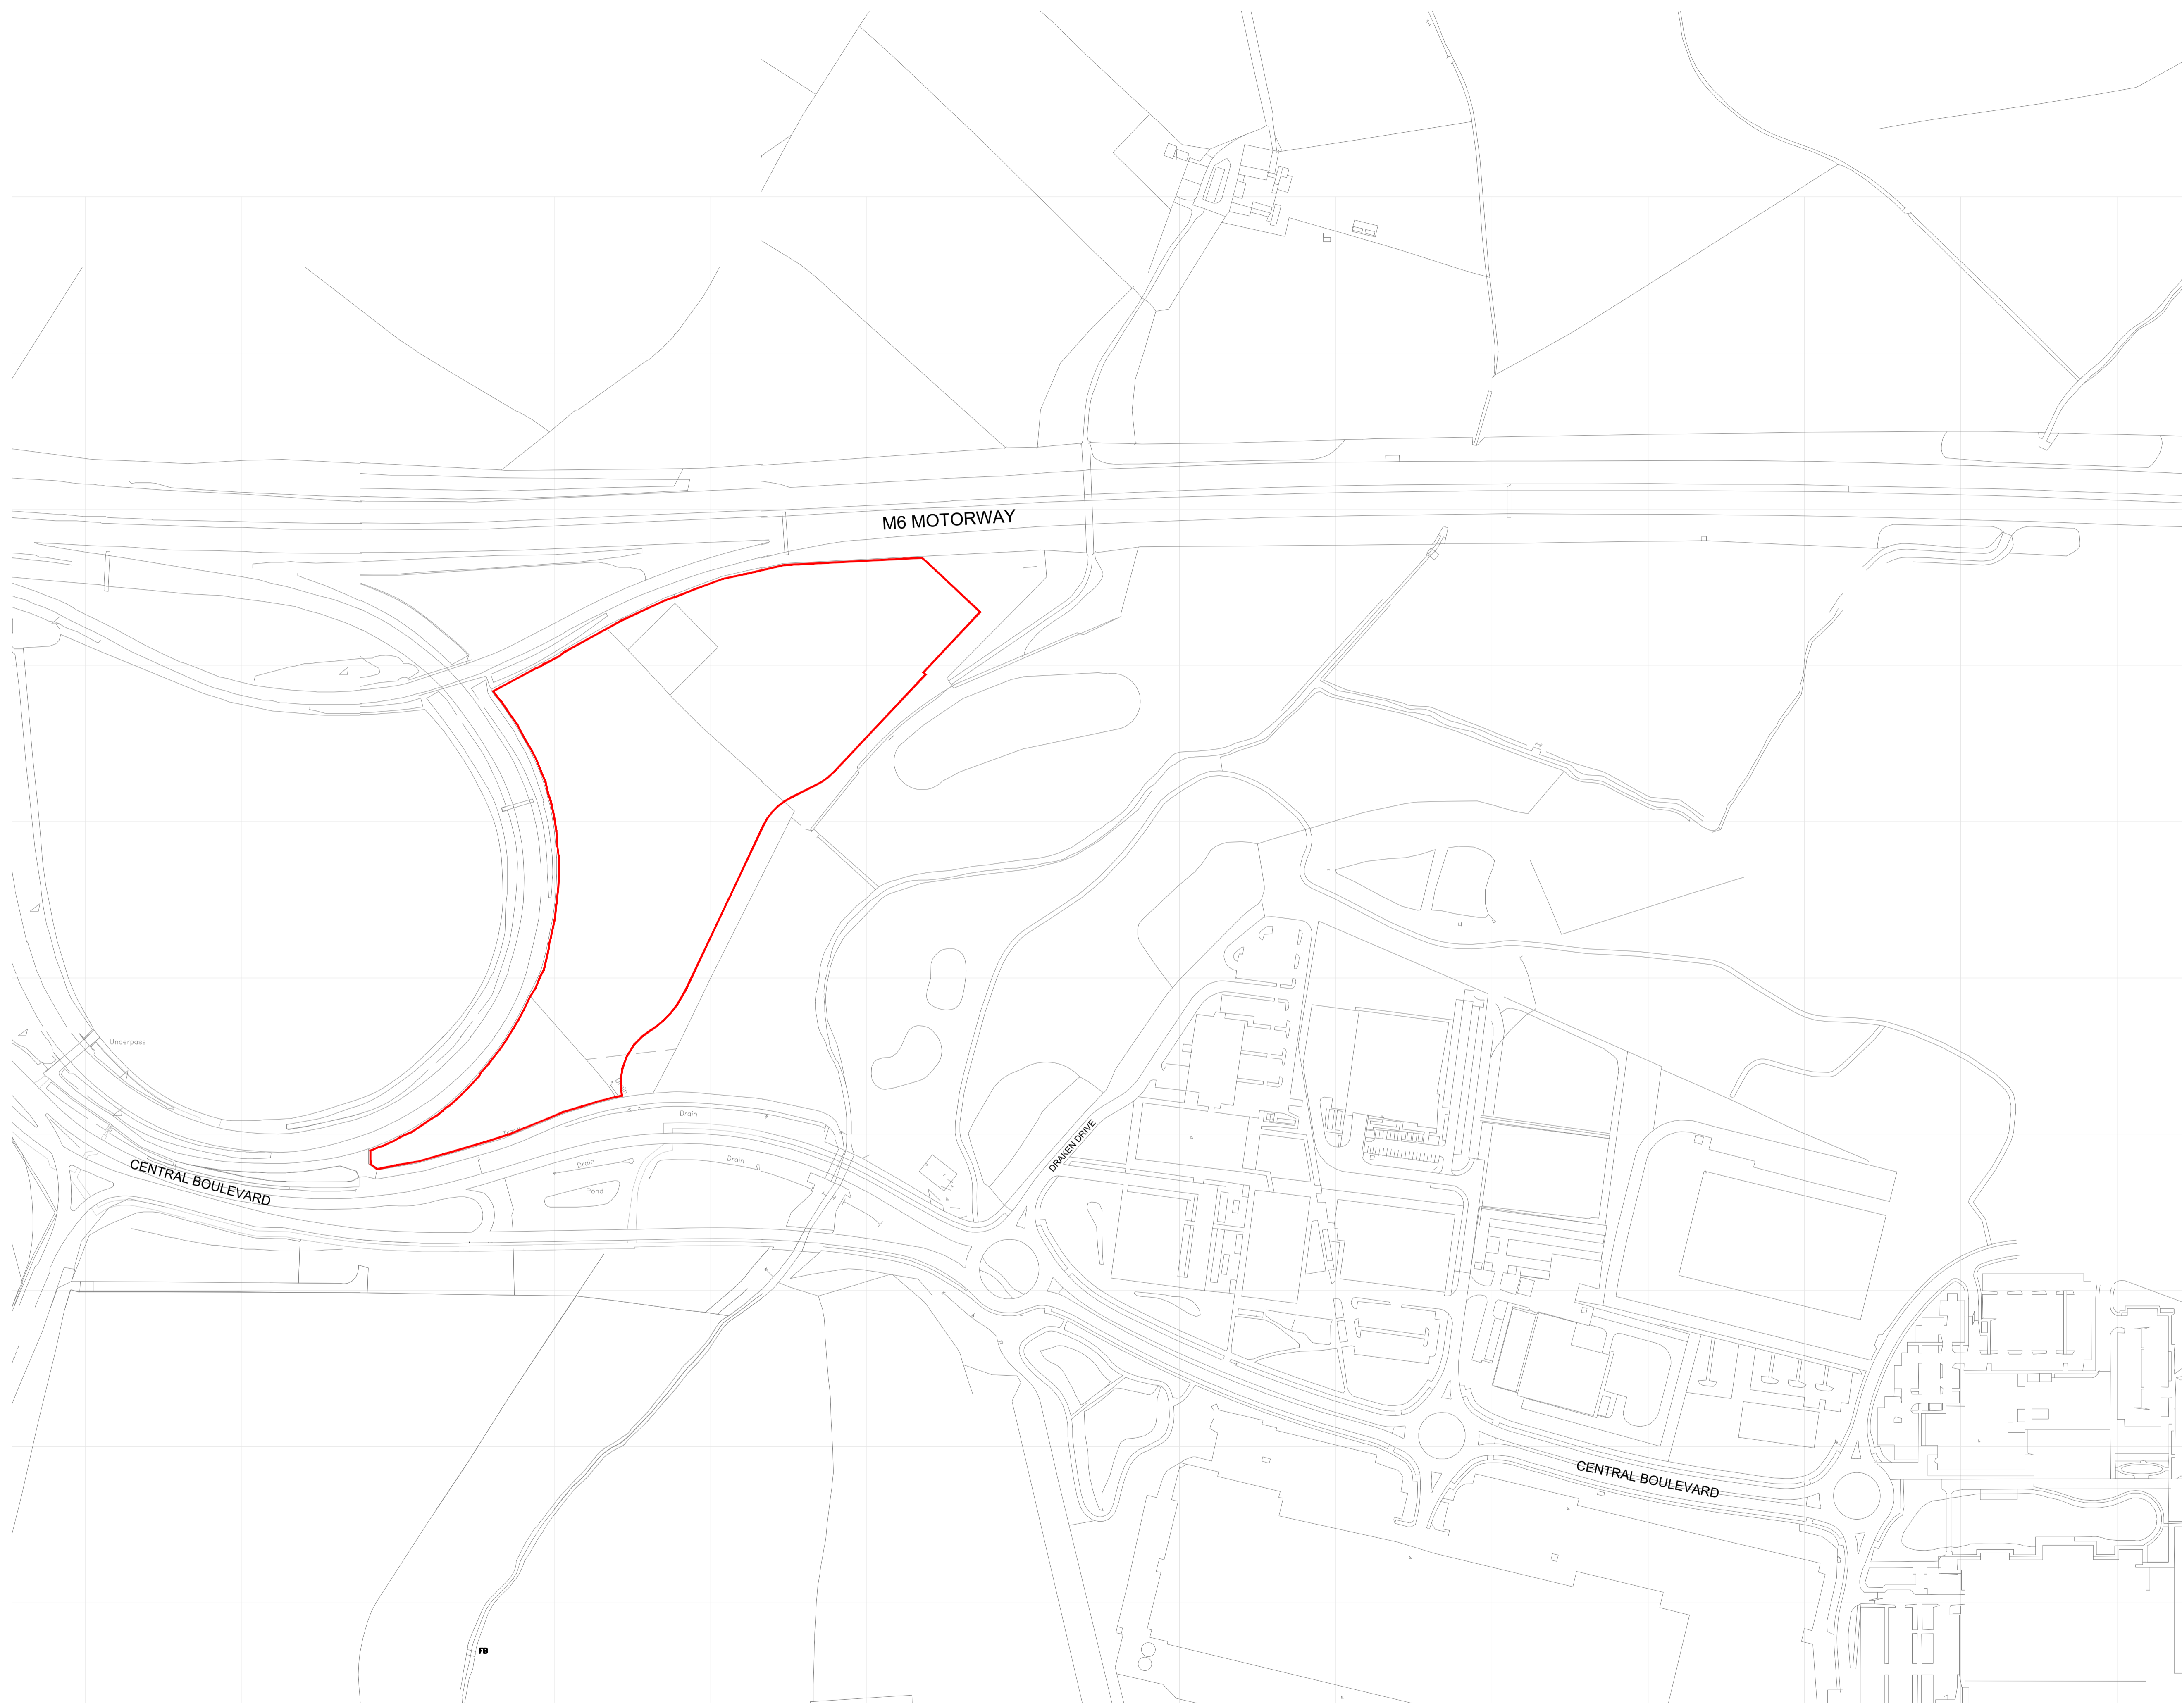 M6 MOTORWAY
Underpass
Drain
DRAKEN DRIVE
Drain
Drain
CENTRAL BOULEVARD
Pond
CENTRAL BOULEVARD
FB